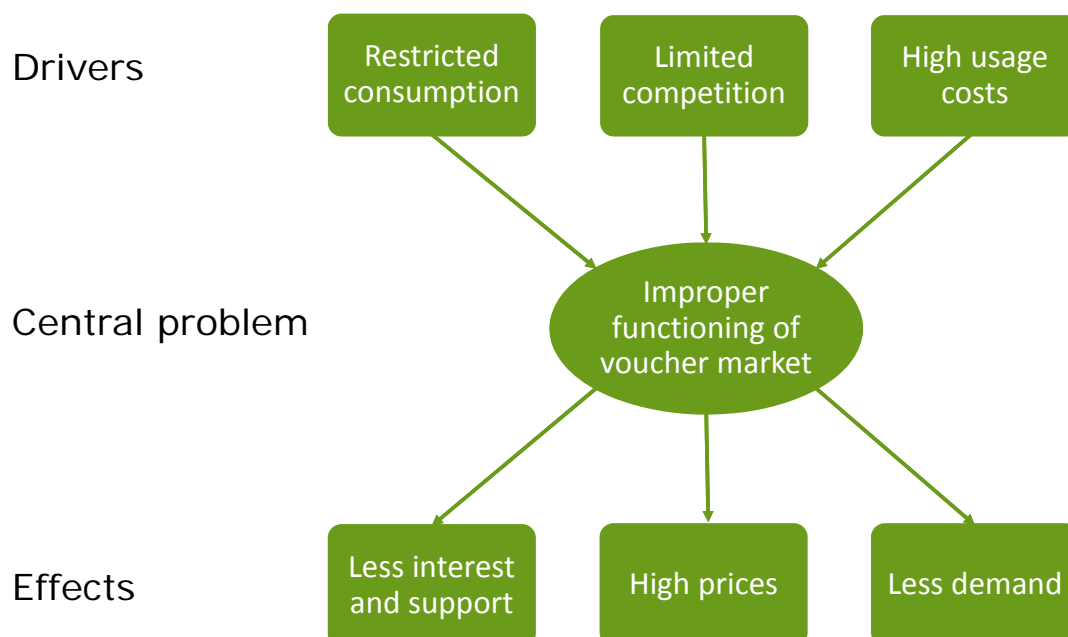 Drivers
Restricted
consumption
Limited
competition
High usage
costs
Central problem
Improper
functioning of
voucher market
Effects
Less interest
and support
High prices
Less demand